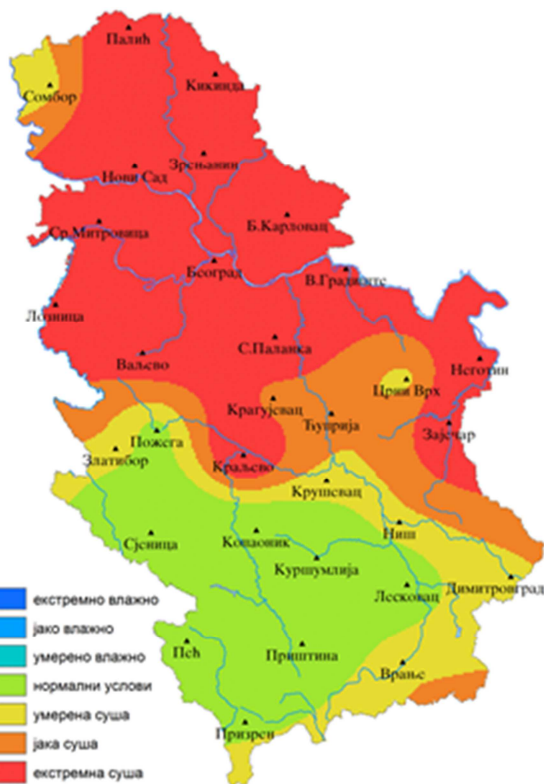 Палић
Кикинда
Сомбор
Зрењанин
Нови Сад
Ср.Митровица
Б.Карловац
Београд
В.Градиште
Лозница
С.Паланка
Ваљево
Неготин
Црни Врх
Крагујевац
Ћуприја
Зајечар
Пожега
Златибор
Краљево
Крушевац
Ниш
Сјеница
Копаоник
Куршумлија
Лесковац
Димитровград
Пећ
Приштина
Врање
Призрен
екстремно влажно
јако влажно
умерено влажно
нормални услови
умерена суша
јака суша
екстремна суша